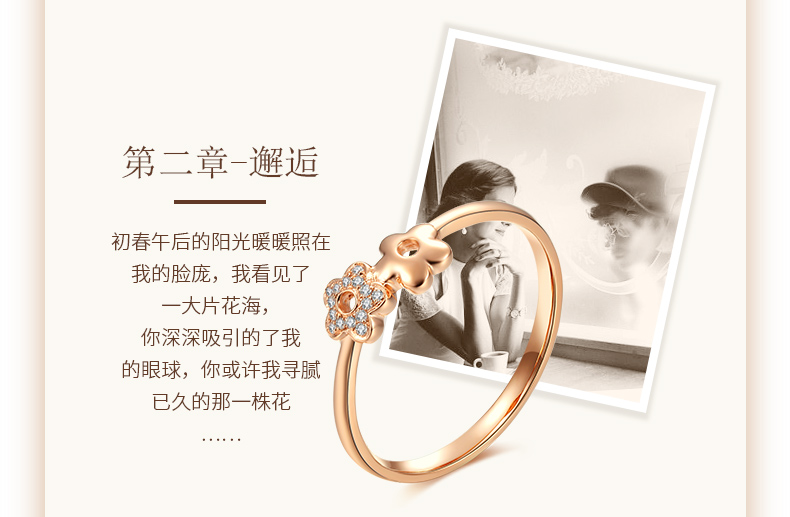 第二章-邂逅
初春午后的阳光暖暖照在
我的脸庞，我看见了
一大片花海，
你深深吸引的了我
的眼球，你或许我寻腻
已久的那一株花
……